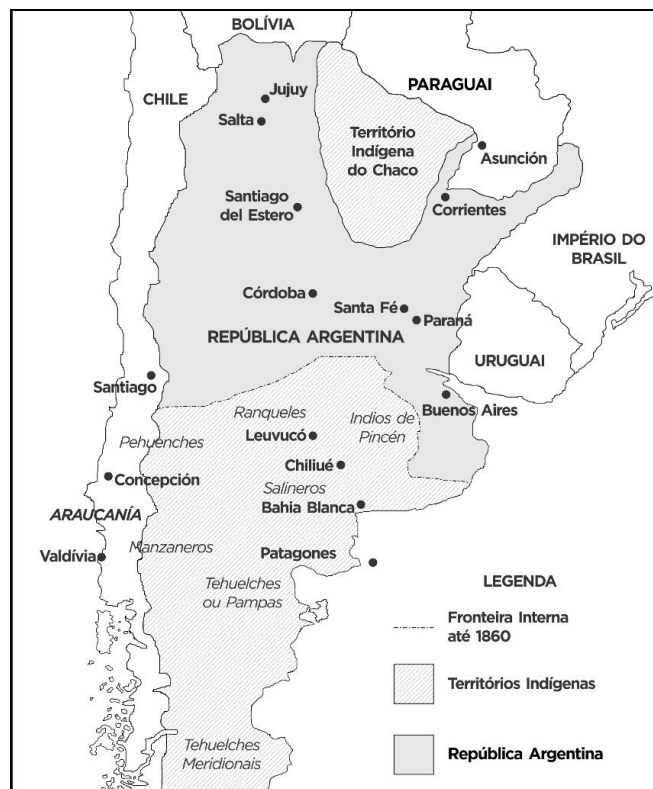 BOLÍVIA
Jujuy
PARAGUAI
CHILE
Salta
Território
Indígena
do Chaco
Asunción
Santiago
del Estero
Corrientes
IMPÉRIO DO
BRASIL
Córdoba
Santa Fé
Paraná
REPÚBLICA ARGENTINA
URUGUAI
Santiago
Buenos Aires
Ranqueles
Indios de
Pincén
Leuvucó
Pehuenches
Chiliué
Concepción
Salineros
Bahia Blanca
ARAUCANÍA
Manzaneros
Valdívia
Patagones
Tehuelches
ou Pampas
LEGENDA
Fronteira Interna
até 1860
Territórios Indígenas
Tehuelches
Meridionais
República Argentina